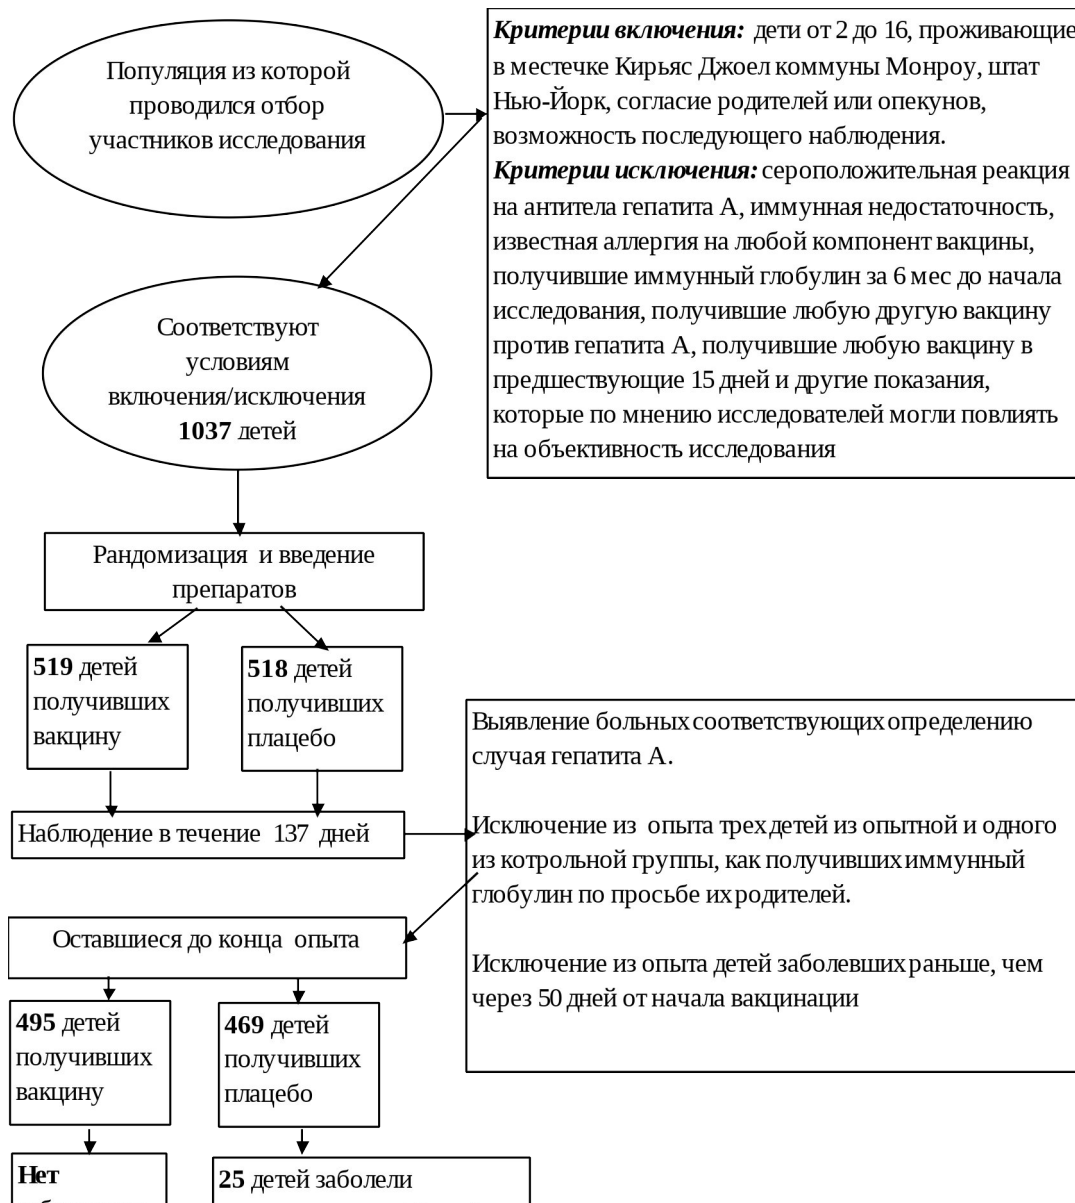 Популяция из которой
проводился отбор
участников исследования
Критерии включения: дети от 2 до 16, проживающие
в местечке Кирьяс Джоел коммуны Монроу, штат
Нью-Йорк, согласие родителей или опекунов,
возможность последующего наблюдения.
Критерии исключения: сероположительная реакция
на антитела гепатита А, иммунная недостаточность,
известная аллергия на любой компонент вакцины,
получившие иммунный глобулин за 6 мес до начала
исследования, получившие любую другую вакцину
против гепатита А, получившие любую вакцину в
предшествующие 15 дней и другие показания,
которые по мнению исследователей могли повлиять
на объективность исследования
Соответствуют
условиям
включения/исключения
1037 детей
Рандомизация и введение
препаратов
519 детей
получивших
вакцину
518 детей
получивших
плацебо
Наблюдение в течение 137 дней
Выявление больных соответствующих определению
случая гепатита А.
Исключение из опыта трех детей из опытной и одного
из котрольной группы, как получивших иммунный
глобулин по просьбе их родителей.
Исключение из опыта детей заболевших раньше, чем
через 50 дней от начала вакцинации
Оставшиеся до конца опыта
495 детей
получивших
вакцину
469 детей
получивших
плацебо
Нет
25 детей заболели